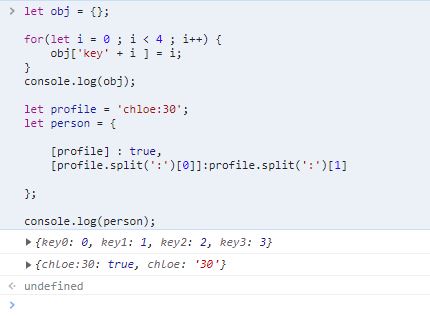 > let obj = {};
for(let i = 0 ; i < 4 ; i++) {
obj['key' + i ] = i;
}
console.log(obj);
let profile = 'chloe:30';
let person = {
[profile] : true,
[profile.split(':')[0]]:profile.split(':')[1]
};
console.log(person);
▶ {key0: 0, key1: 1, key2: 2, key3: 3}
▶ {chloe:30: true, chloe: '30'}
< undefined
>